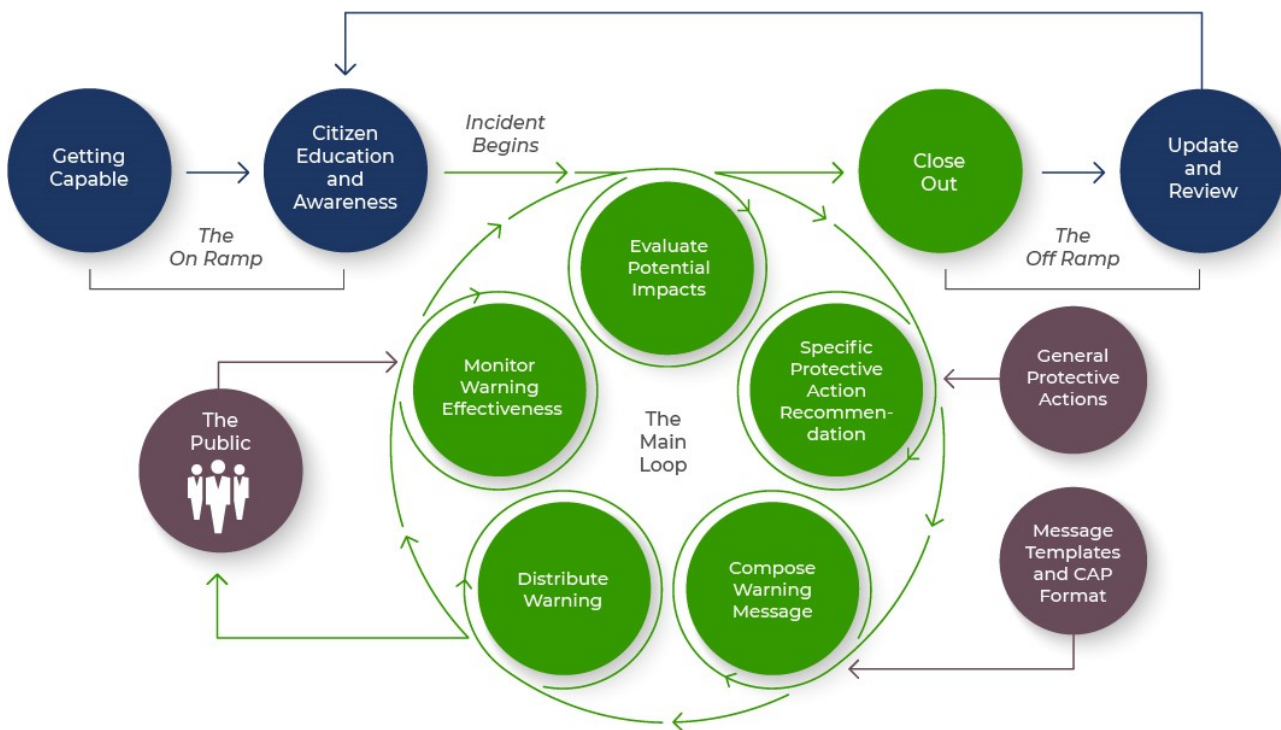 Getting
Capable
Citizen
Education
and
Awareness
The
On Ramp
Incident
Begins
Close
Out
Update
and
Review
The
Off Ramp
Evaluate
Potential
Impacts
Specific
Protective
Action
Recommen-
dation
General
Protective
Actions
Monitor
Warning
Effectiveness
The
Main
Loop
The
Public
Message
Templates
and CAP
Format
Distribute
Warning
Compose
Warning
Message